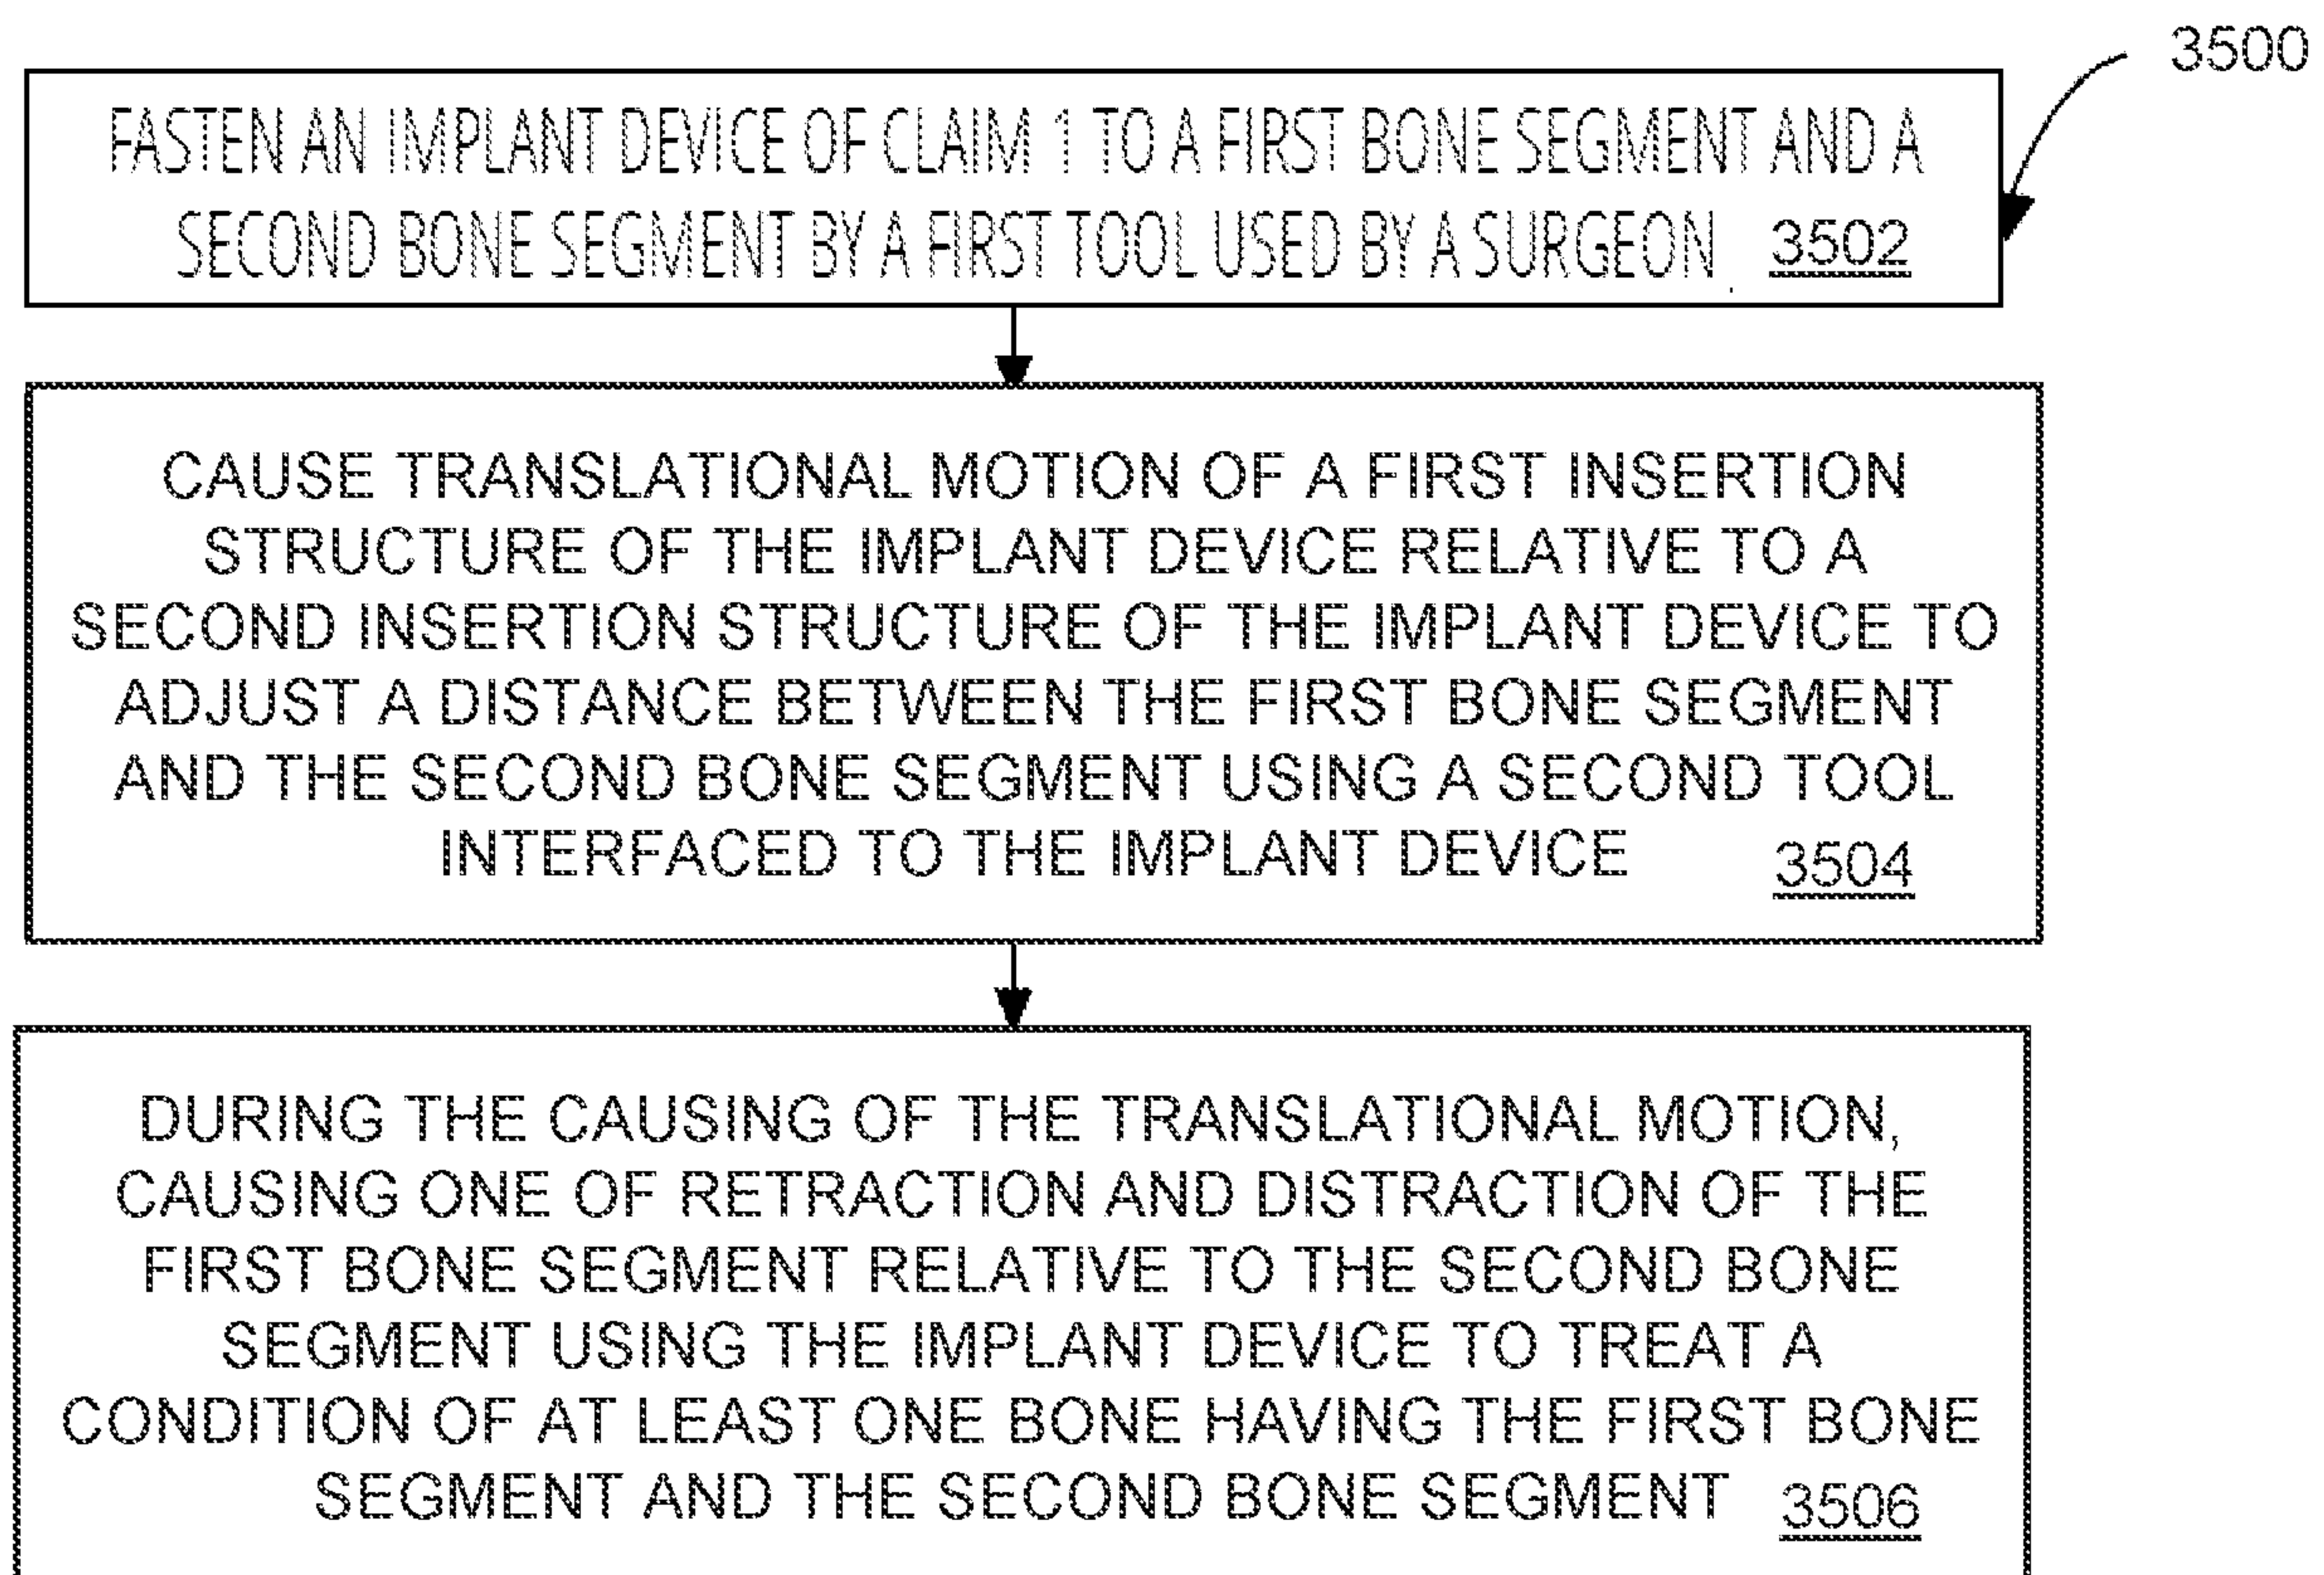 3500
FASTEN AN IMPLANT DEVICE OF CLAIM 1 TO A FIRST BONE SEGMENT AND A
SECOND BONE SEGMENT BY A FIRST TOOL USED BY A SURGEON. 3502
CAUSE TRANSLATIONAL MOTION OF A FIRST INSERTION
STRUCTURE OF THE IMPLANT DEVICE RELATIVE TO A
SECOND INSERTION STRUCTURE OF THE IMPLANT DEVICE TO
ADJUST A DISTANCE BETWEEN THE FIRST BONE SEGMENT
AND THE SECOND BONE SEGMENT USING A SECOND TOOL
INTERFACED TO THE IMPLANT DEVICE 3504
DURING THE CAUSING OF THE TRANSLATIONAL MOTION,
CAUSING ONE OF RETRACTION AND DISTRACTION OF THE
FIRST BONE SEGMENT RELATIVE TO THE SECOND BONE
SEGMENT USING THE IMPLANT DEVICE TO TREAT A
CONDITION OF AT LEAST ONE BONE HAVING THE FIRST BONE
SEGMENT AND THE SECOND BONE SEGMENT 3506